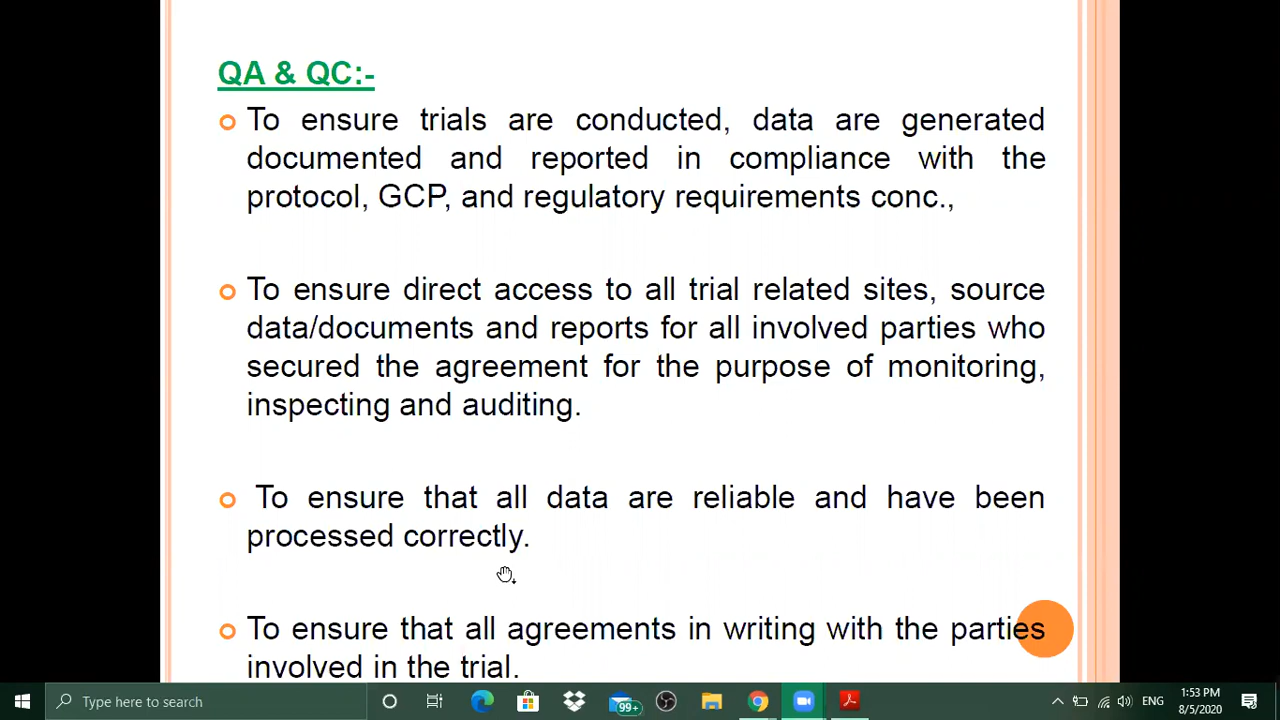 QA & QC:-
To ensure trials are conducted, data are generated
documented and reported in compliance with the
protocol, GCP, and regulatory requirements conc.,
To ensure direct access to all trial related sites, source
data/documents and reports for all involved parties who
secured the agreement for the purpose of monitoring,
inspecting and auditing.
To ensure that all data are reliable and have been
processed correctly.
To ensure that all agreements in writing with the parties
involved in the trial.
Type here to search
99+
ENG
1:53 PM
8/5/2020